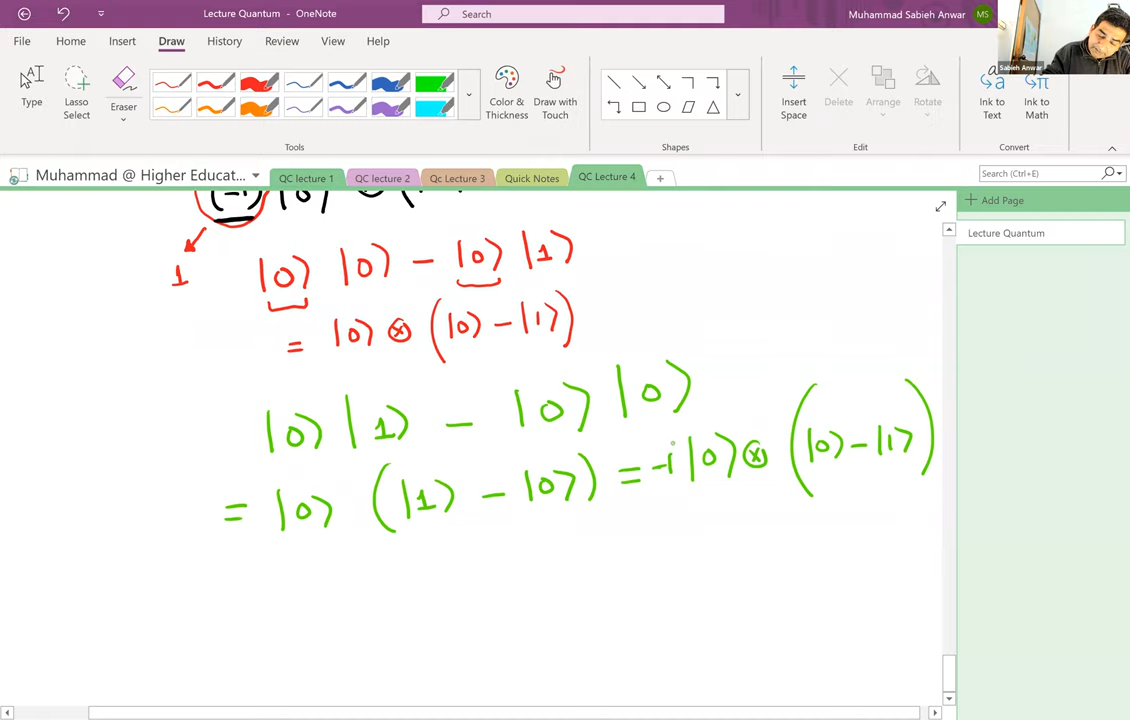 Lecture Quantum - OneNote
Search
Muhammad Sabieh Anwar MS
File Home Insert Draw History Review View Help
Sabieh Anwar
Type
Lasso Select
Eraser
Color & Thickness
Draw with Touch
Insert Space
Delete
Arrange
Rotate
Ink to Text
Ink to Math
Tools
Shapes
Edit
Convert
Muhammad @ Higher Educat...
QC lecture 1
QC lecture 2
Qc Lecture 3
Quick Notes
QC Lecture 4
Search (Ctrl+E)
Add Page
Lecture Quantum
(-1) |0⟩
1 |0⟩ |0⟩ - |0⟩ |1⟩
= |0⟩ ⊗ (|0⟩ - |1⟩)
|0⟩ |1⟩ - |0⟩ |0⟩
= |0⟩ (|1⟩ - |0⟩) = -1 |0⟩ ⊗ (|0⟩ - |1⟩)